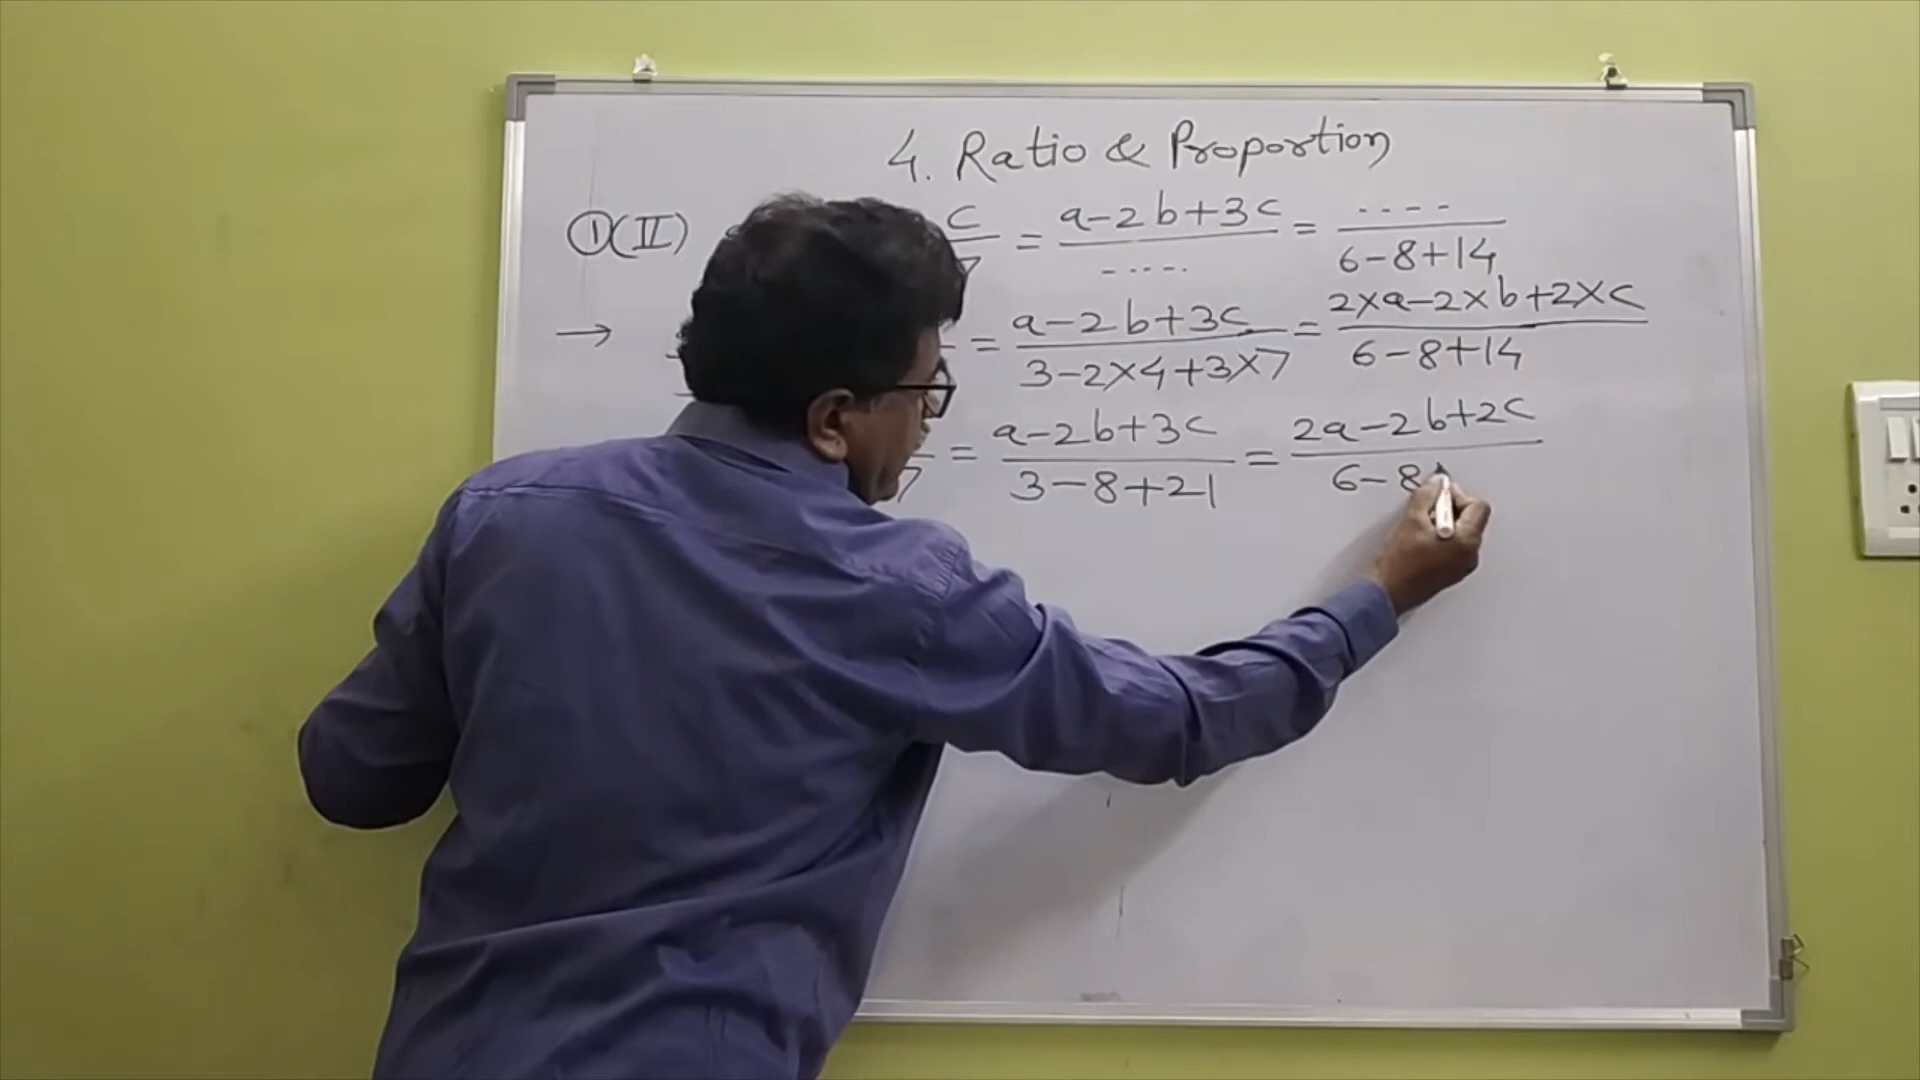 4. Ratio & Proportion
①(II) c/7 = a-2b+3c/..... = ..../6-8+14
→ = a-2b+3c/3-2×4+3×7 = 2×a-2×b+2×c/6-8+14
/7 = a-2b+3c/3-8+21 = 2a-2b+2c/6-8